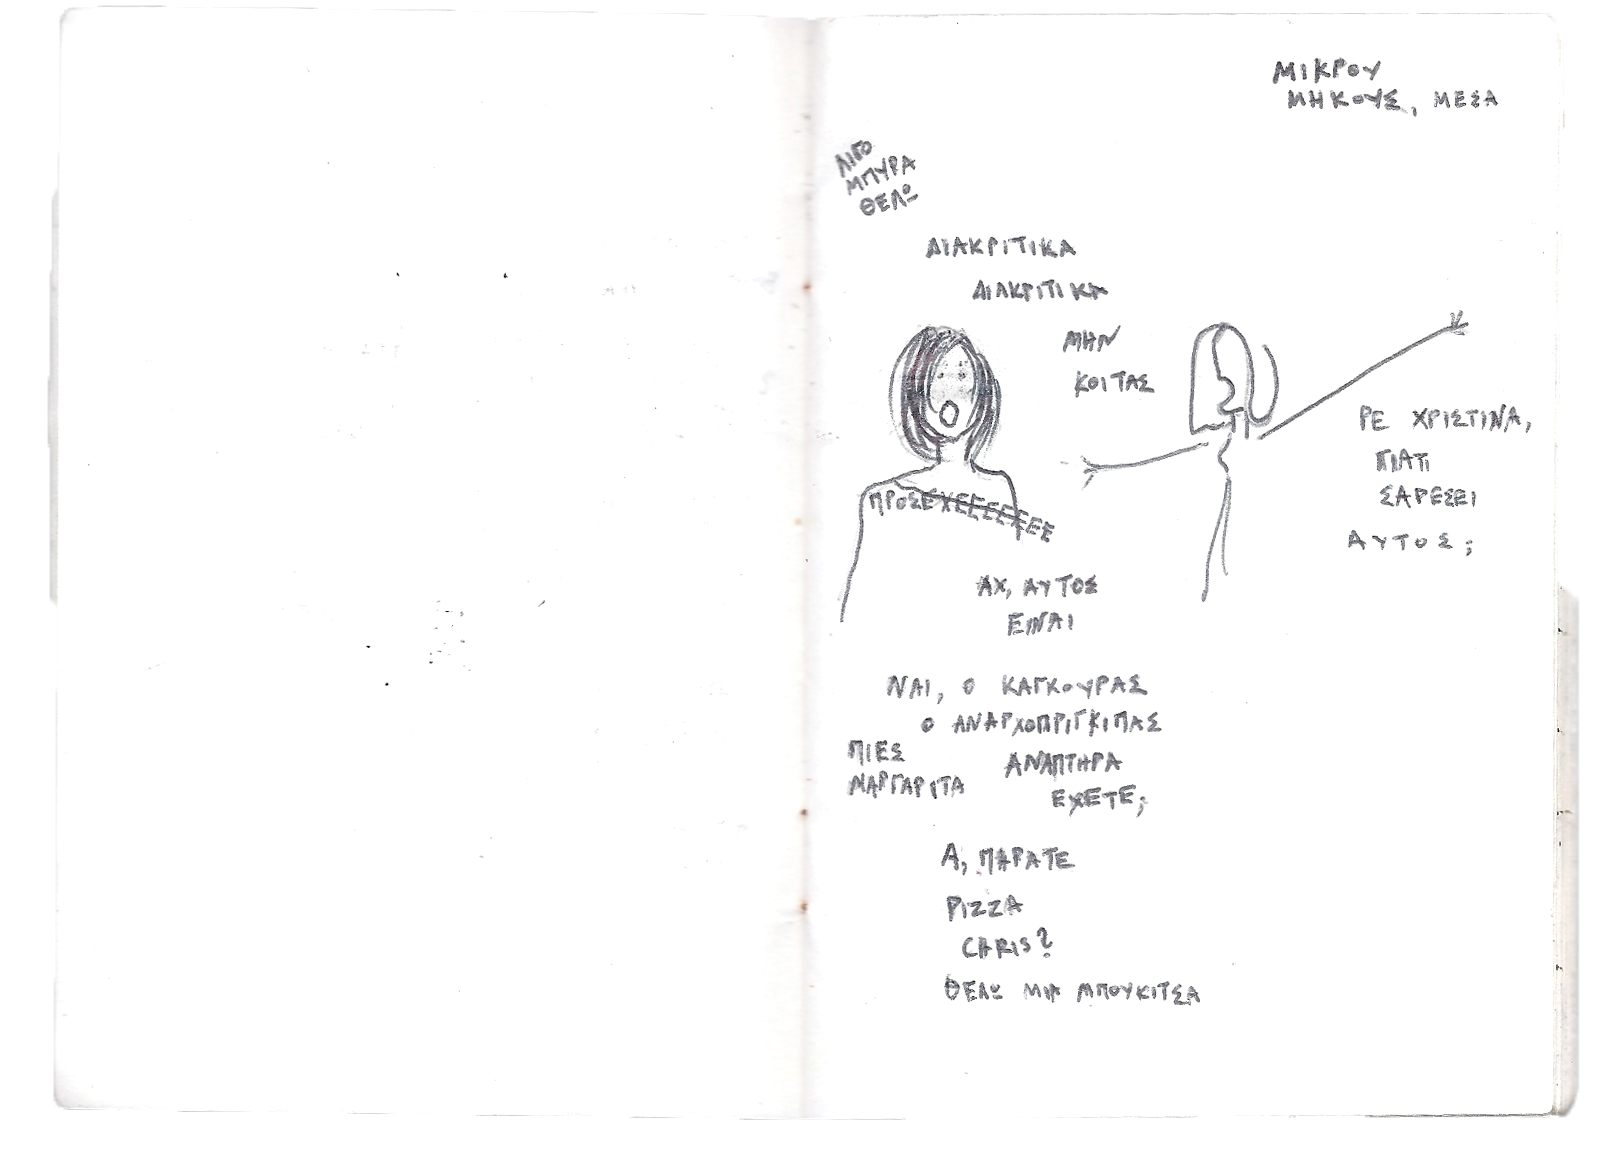 ΜΙΚΡΟΥ
ΜΗΚΟΥΣ, ΜΕΣΑ
ΛΙΓΟ
ΜΠΥΡΑ
ΘΕΛΩ
ΔΙΑΚΡΙΤΙΚΑ
ΔΙΑΚΡΙΤΙΚΑ
ΜΗΝ
ΚΟΙΤΑΣ
ΡΕ ΧΡΙΣΤΙΝΑ,
ΓΙΑΤΙ
ΣΑΡΕΣΕΙ
ΑΥΤΟΣ;
ΠΡΟΣΕΧΕΕΕΕΕΕΕ
ΑΧ, ΑΥΤΟΣ
ΕΙΝΑΙ
ΝΑΙ, Ο ΚΑΓΚΟΥΡΑΣ
Ο ΑΝΑΡΧΟΠΡΙΓΚΙΠΑΣ
ΠΙΕΣ
ΜΑΡΓΑΡΙΤΑ
ΑΝΑΠΤΗΡΑ
ΕΧΕΤΕ;
Α, ΠΑΡΑΤΕ
PIZZA
CHRIS?
ΘΕΛΩ ΜΙΑ ΜΠΟΥΚΙΤΣΑ